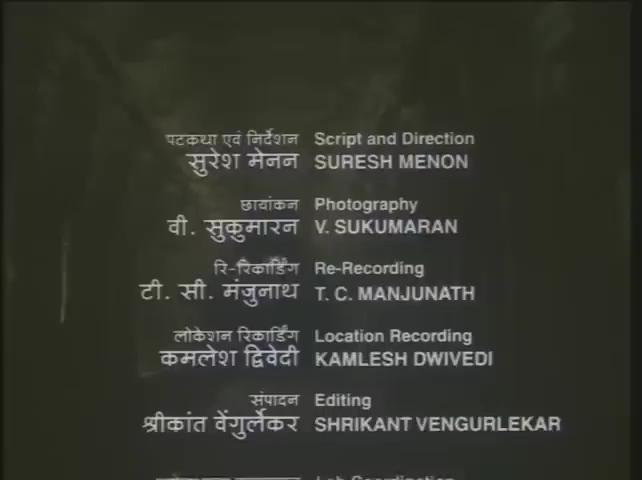 पटकथा एवं निर्देशन Script and Direction
सुरेश मेनन SURESH MENON
छायांकन Photography
वी. सुकुमारन V. SUKUMARAN
रि-रिकार्डिंग Re-Recording
टी. सी. मंजुनाथ T. C. MANJUNATH
लोकेशन रिकार्डिंग Location Recording
कमलेश द्विवेदी KAMLESH DWIVEDI
संपादन Editing
श्रीकांत वेंगुर्लेकर SHRIKANT VENGURLEKAR